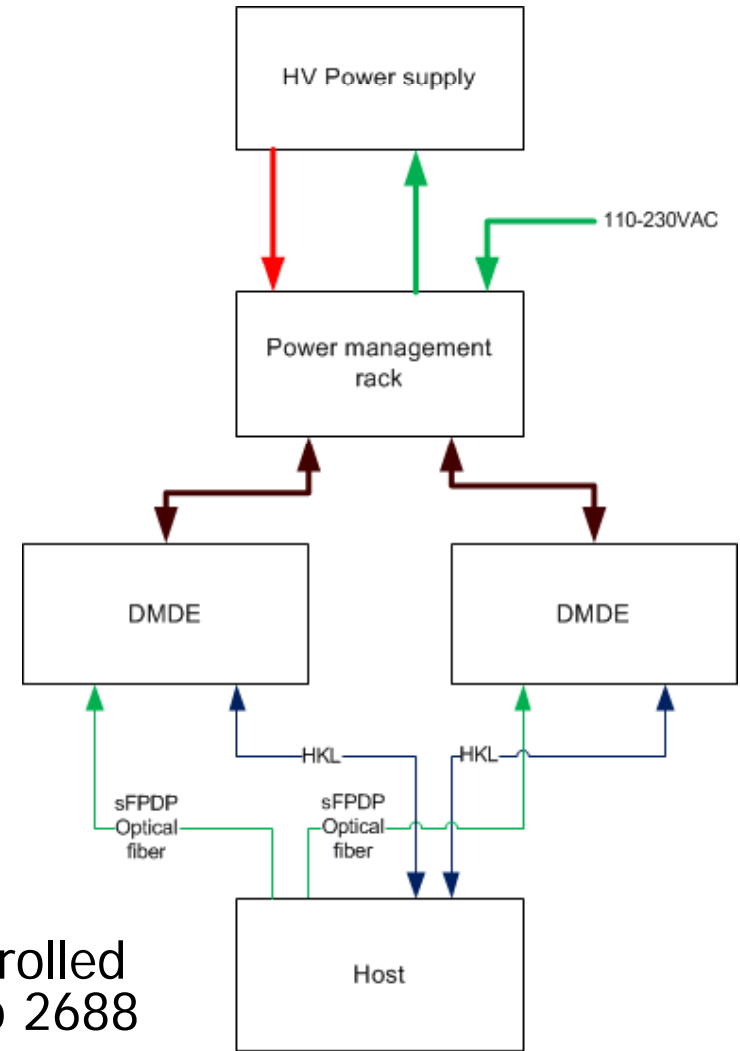 HV Power supply
110-230VAC
Power management
rack
DMDE
DMDE
HKL
HKL
sFPDP
Optical
fiber
sFPDP
Optical
fiber
Host
rolled
2688